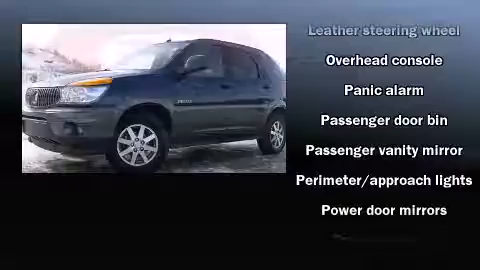 Leather steering wheel
Overhead console
Panic alarm
Passenger door bin
Passenger vanity mirror
Perimeter/approach lights
Power door mirrors